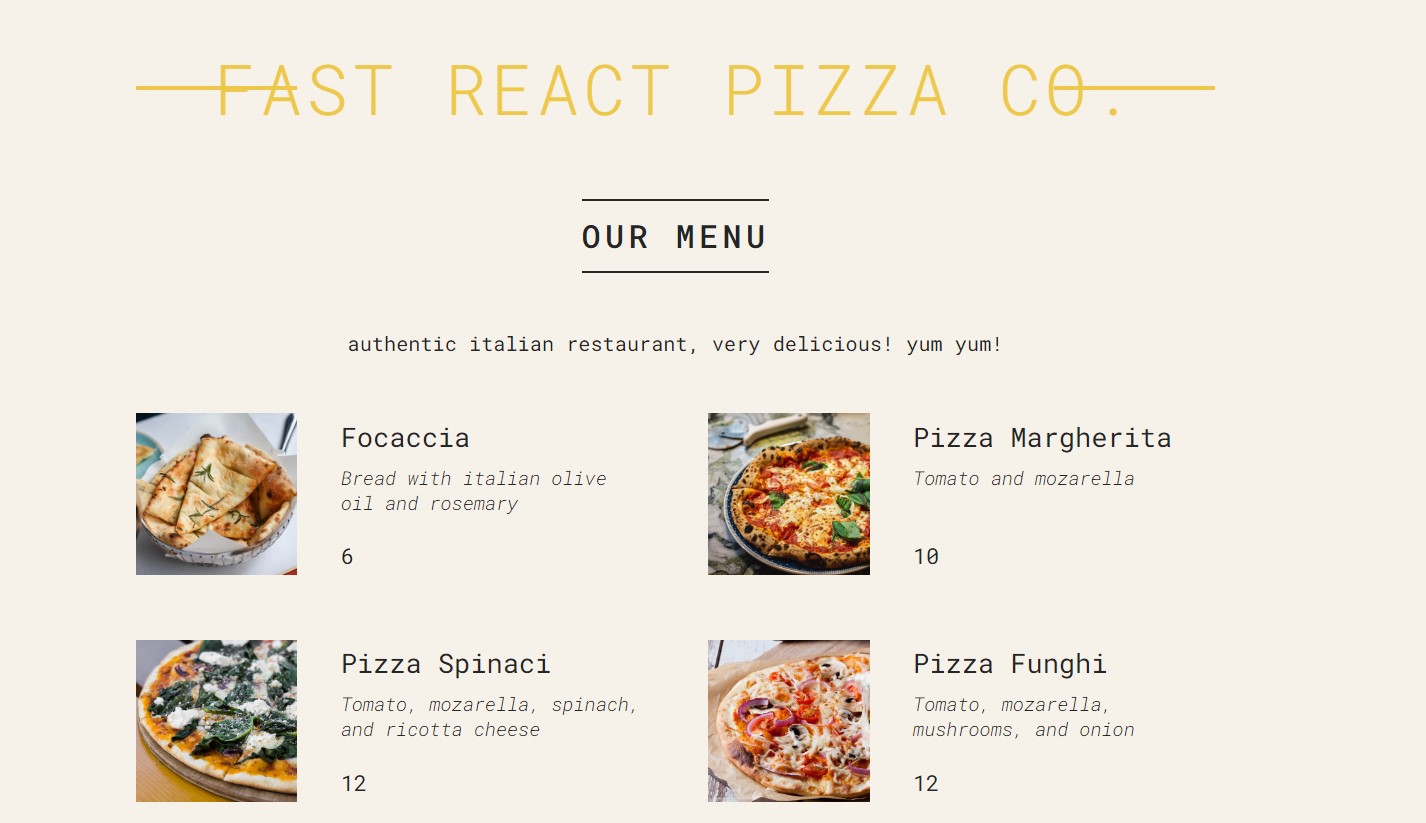 FAST REACT PIZZA CO.
OUR MENU
authentic italian restaurant, very delicious! yum yum!
Focaccia
Bread with italian olive
oil and rosemary
6
Pizza Margherita
Tomato and mozarella
10
Pizza Spinaci
Tomato, mozarella, spinach,
and ricotta cheese
12
Pizza Funghi
Tomato, mozarella,
mushrooms, and onion
12